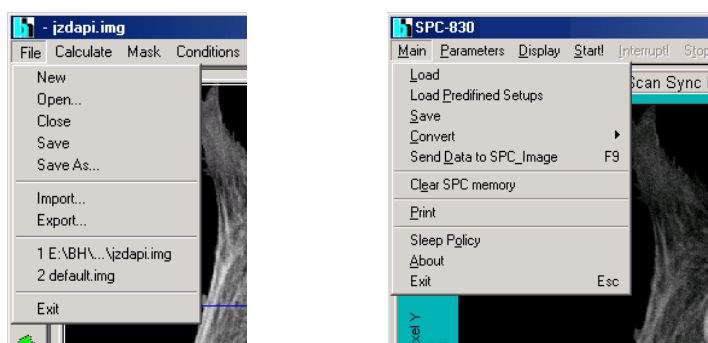 - jzdapi.img
File Calculate Mask Conditions
New
Open...
Close
Save
Save As...
Import...
Export...
1 E:\BH\...\jzdapi.img
2 default.img
Exit
SPC-830
Main Parameters Display Start! Interrupt! Stop
Scan Sync
Load
Load Predifined Setups
Save
Convert
Send Data to SPC_Image F9
Clear SPC memory
Print
Sleep Policy
About
Exit Esc
xel Y